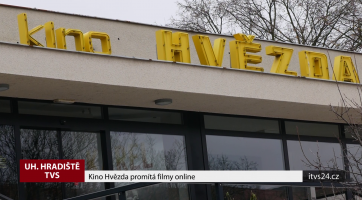 kino HVĚZDA
UH. HRADIŠTĚ
TVS
Kino Hvězda promítá filmy online
itvs24.cz